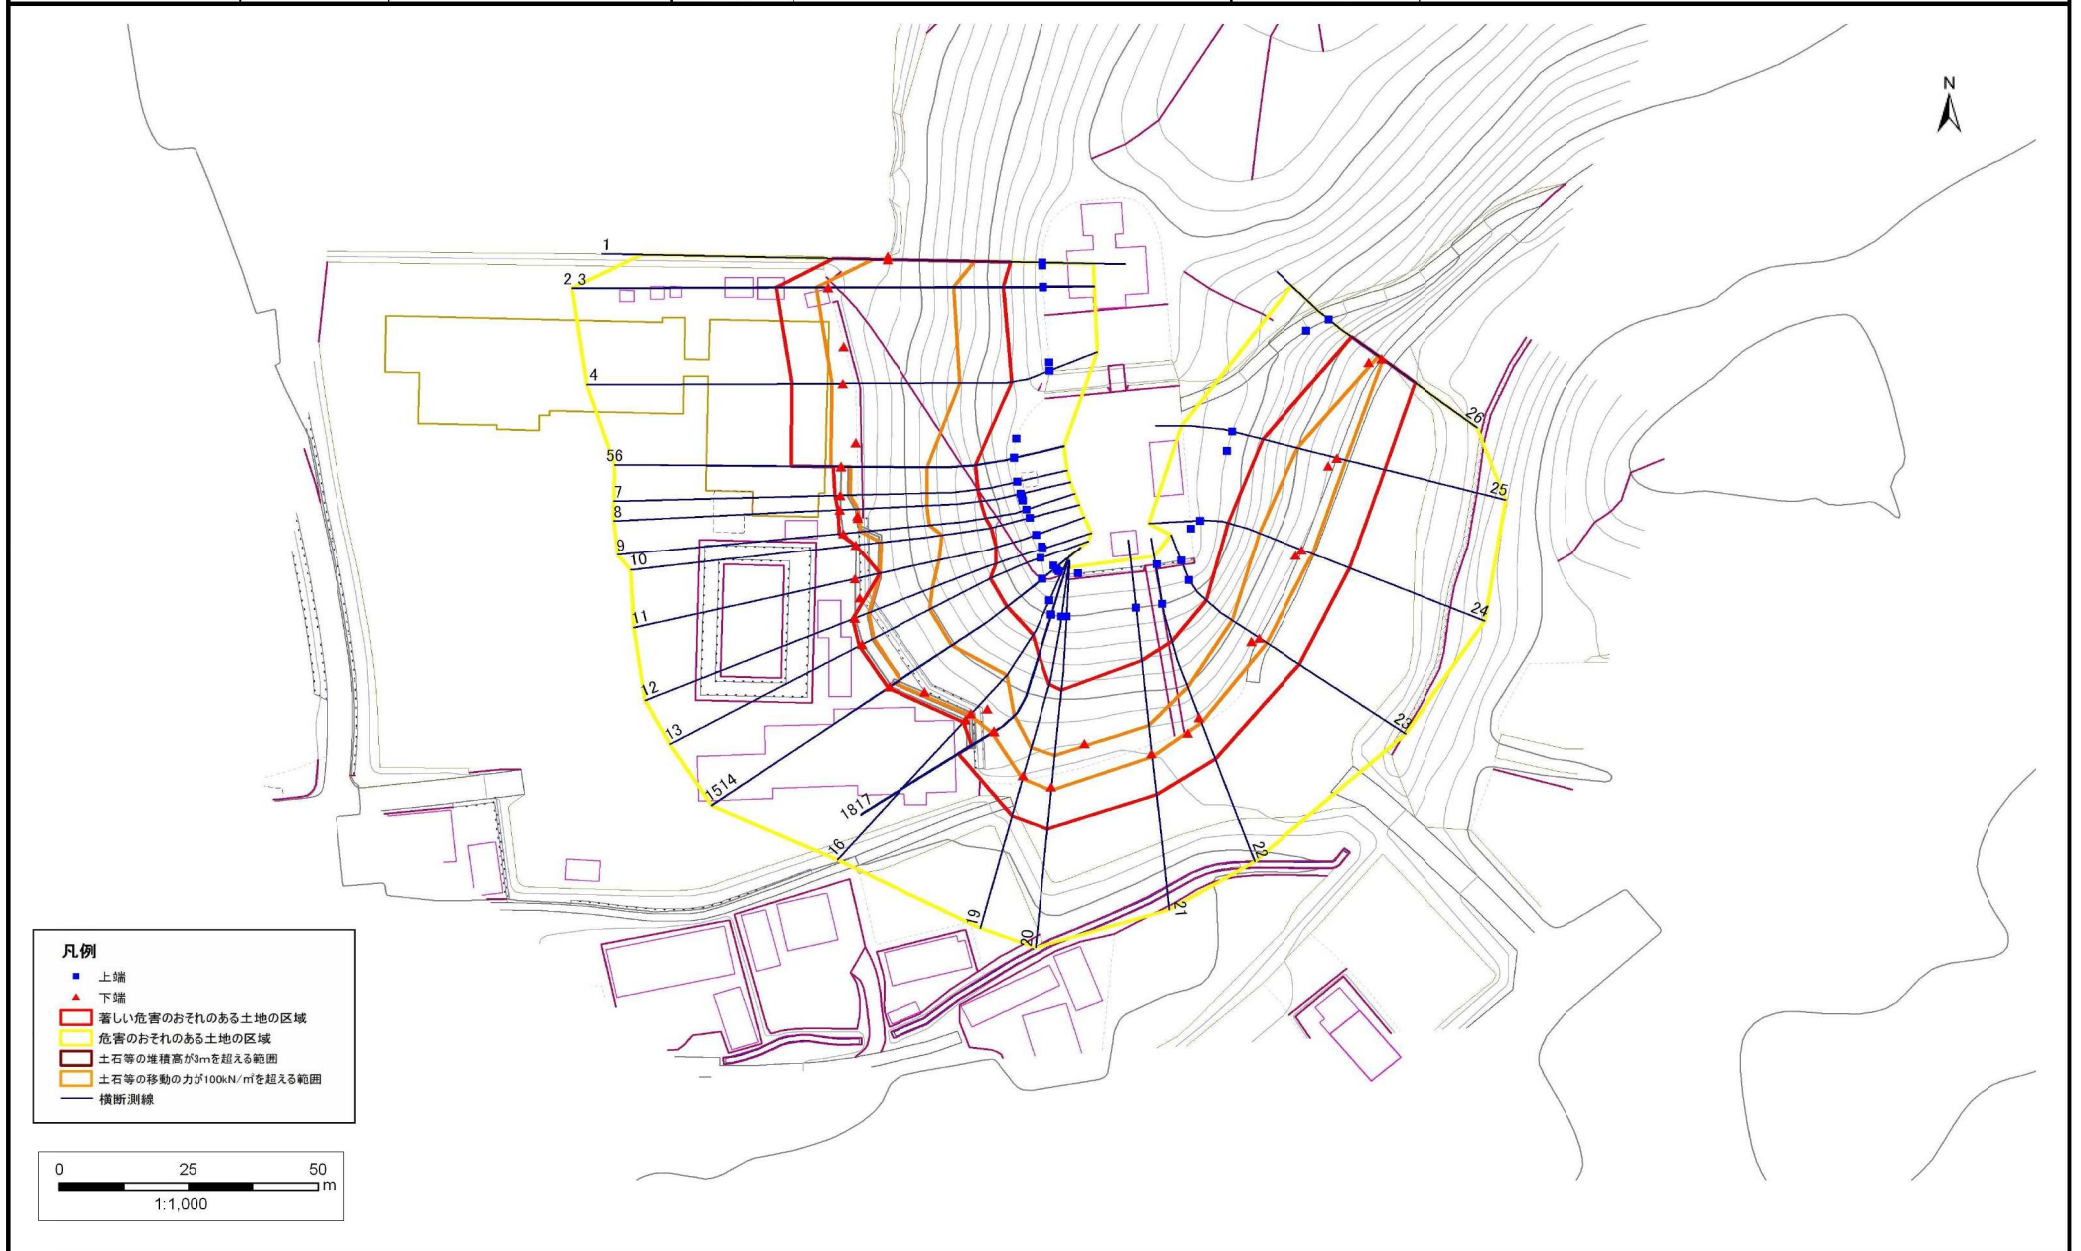 N
1
2 3
4
56
7
8
9
10
11
12
13
1514
1817
16
19
20
21
22
23
24
25
26
凡例
上端
下端
著しい危害のおそれのある土地の区域
危害のおそれのある土地の区域
土石等の堆積高が3mを超える範囲
土石等の移動の力が100kN/㎡を超える範囲
横断測線
0 25 50
m
1:1,000